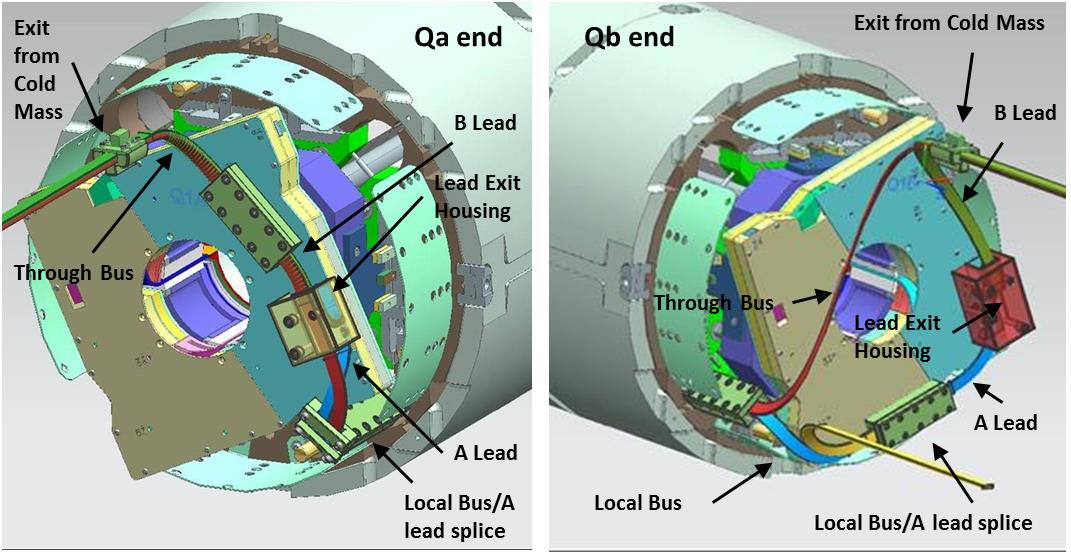 Exit
from
Cold
Mass
Qa end
B Lead
Lead Exit
Housing
Through Bus
A Lead
Local Bus/A
lead splice
Qb end
Exit from Cold Mass
B Lead
Through Bus
Lead Exit
Housing
A Lead
Local Bus
Local Bus/A lead splice